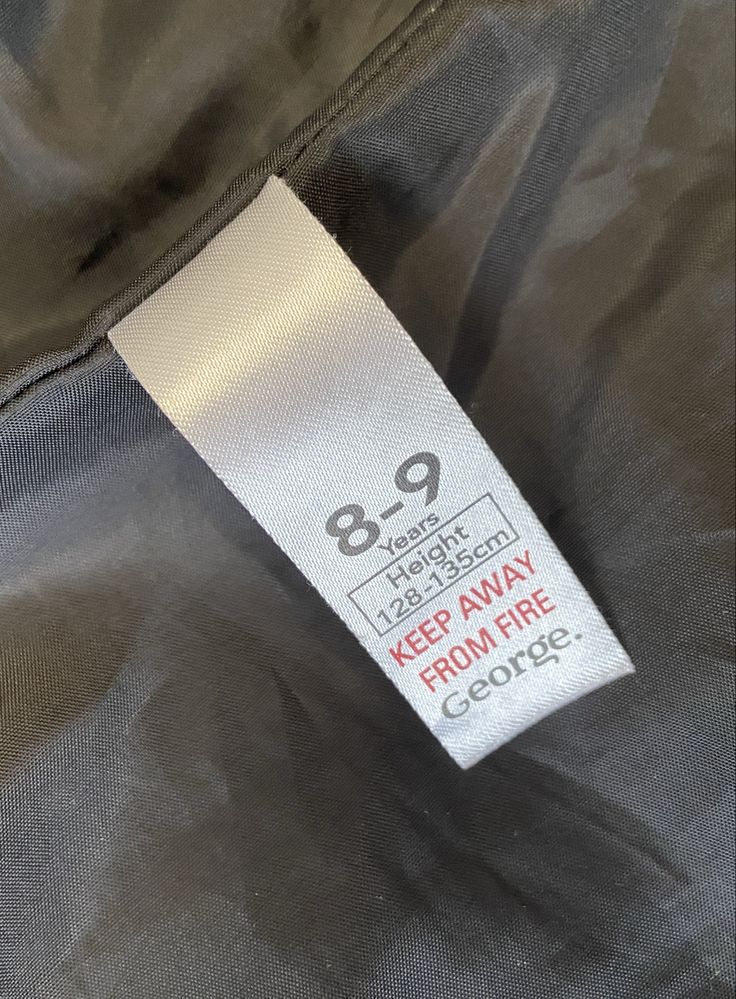 8-9
Years
Height
128-135cm
KEEP AWAY
FROM FIRE
George.